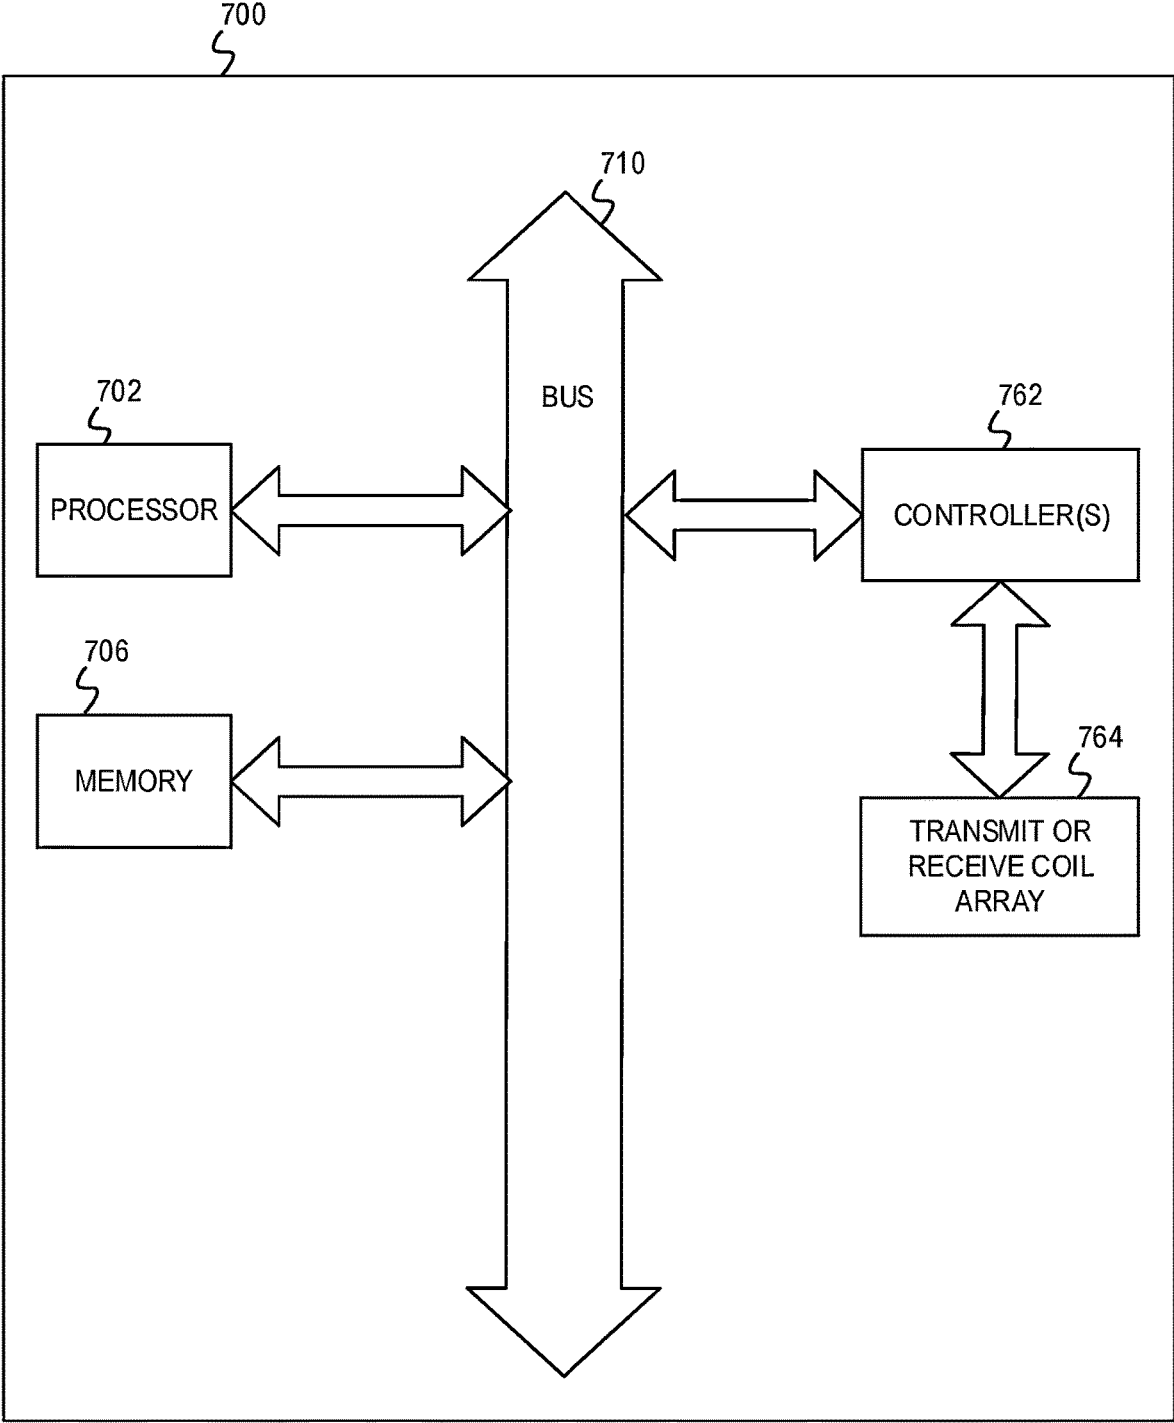 700
710
BUS
702
PROCESSOR
762
CONTROLLER(S)
706
MEMORY
764
TRANSMIT OR
RECEIVE COIL
ARRAY